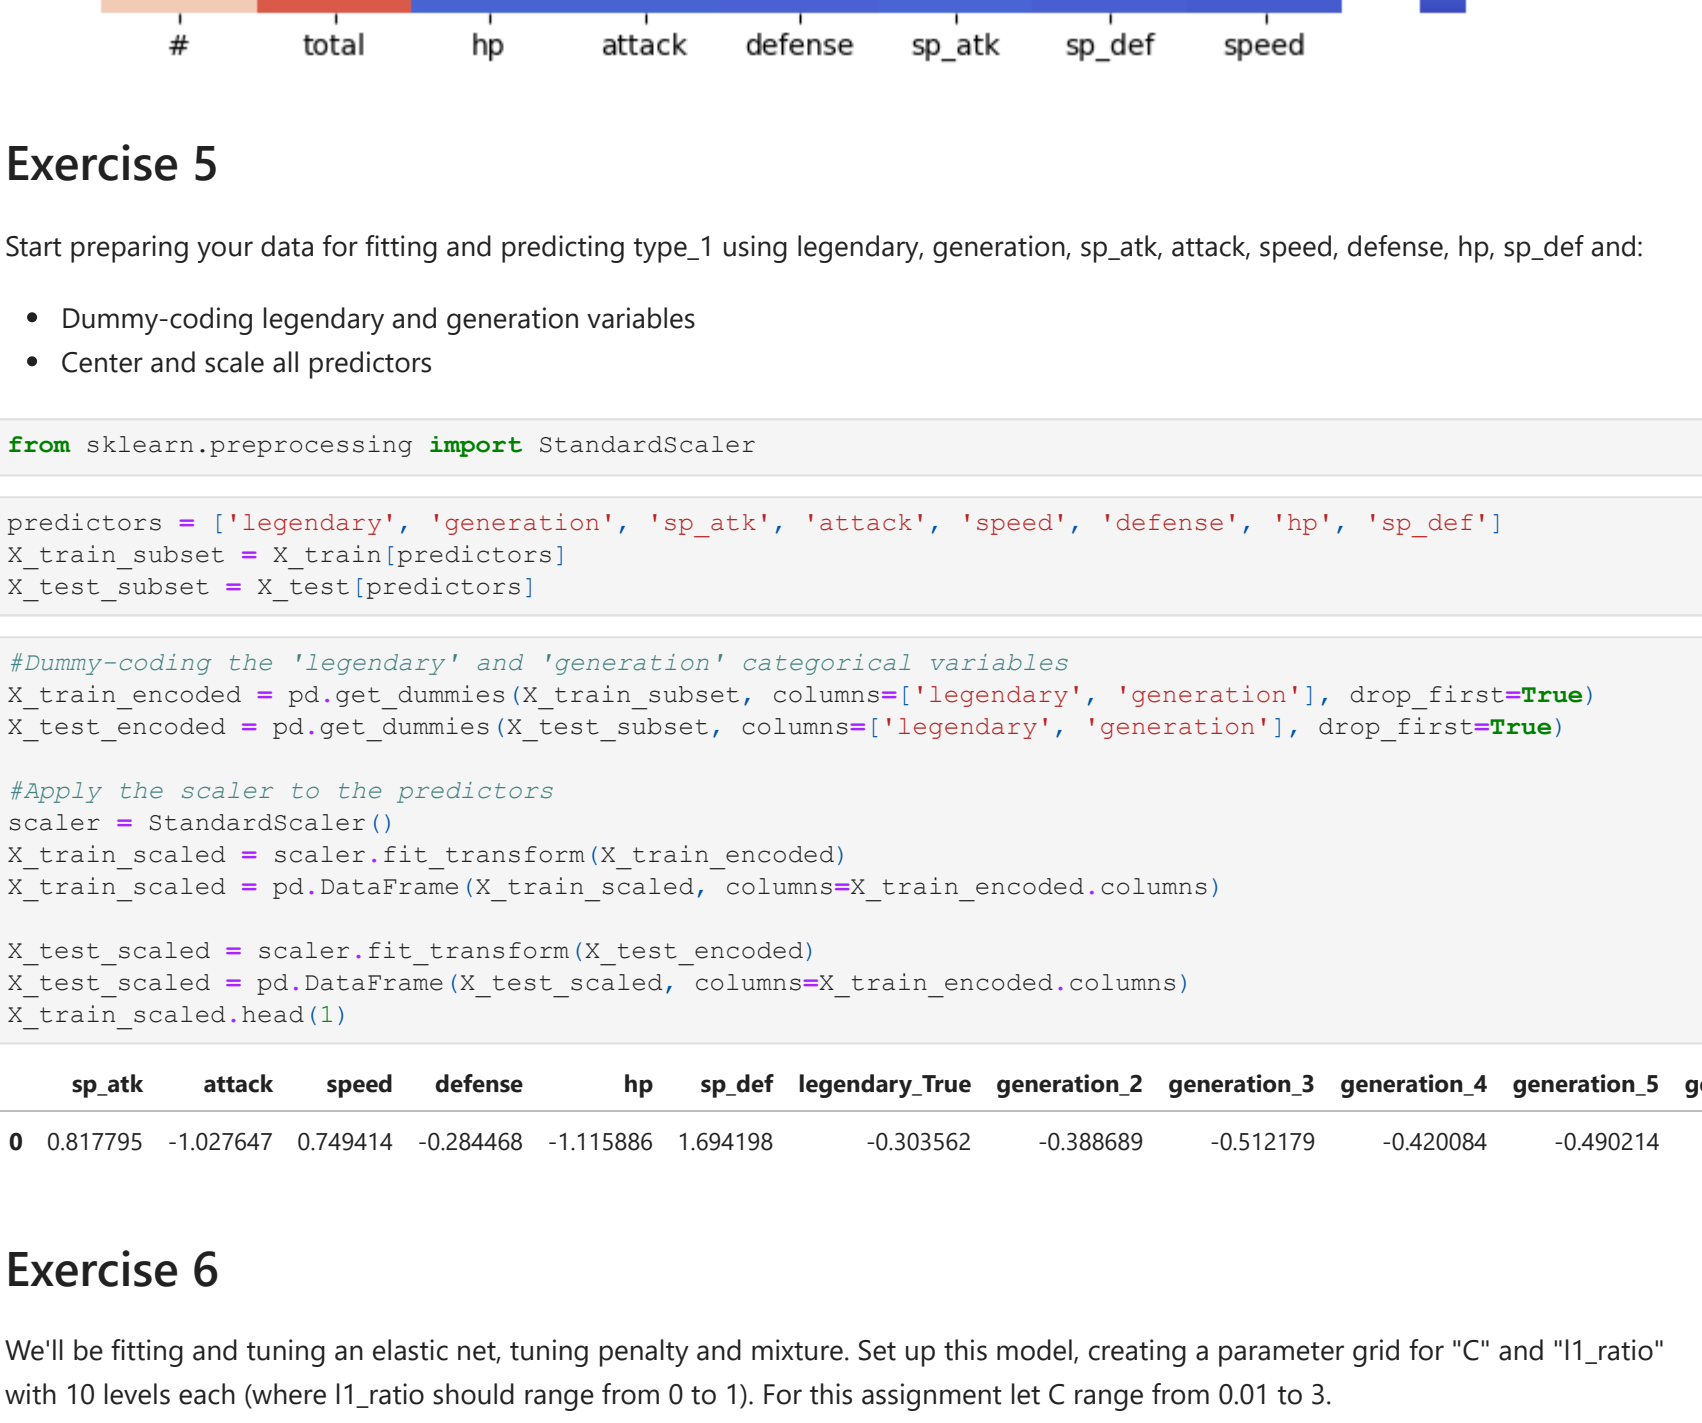 # total hp attack defense sp_atk sp_def speed
Exercise 5
Start preparing your data for fitting and predicting type_1 using legendary, generation, sp_atk, attack, speed, defense, hp, sp_def and:
• Dummy-coding legendary and generation variables
• Center and scale all predictors
from sklearn.preprocessing import StandardScaler
predictors = ['legendary', 'generation', 'sp_atk', 'attack', 'speed', 'defense', 'hp', 'sp_def']
X_train_subset = X_train[predictors]
X_test_subset = X_test[predictors]
#Dummy-coding the 'legendary' and 'generation' categorical variables
X_train_encoded = pd.get_dummies(X_train_subset, columns=['legendary', 'generation'], drop_first=True)
X_test_encoded = pd.get_dummies(X_test_subset, columns=['legendary', 'generation'], drop_first=True)
#Apply the scaler to the predictors
scaler = StandardScaler()
X_train_scaled = scaler.fit_transform(X_train_encoded)
X_train_scaled = pd.DataFrame(X_train_scaled, columns=X_train_encoded.columns)
X_test_scaled = scaler.fit_transform(X_test_encoded)
X_test_scaled = pd.DataFrame(X_test_scaled, columns=X_train_encoded.columns)
X_train_scaled.head(1)
sp_atk attack speed defense hp sp_def legendary_True generation_2 generation_3 generation_4 generation_5
0 0.817795 -1.027647 0.749414 -0.284468 -1.115886 1.694198 -0.303562 -0.388689 -0.512179 -0.420084 -0.490214
Exercise 6
We'll be fitting and tuning an elastic net, tuning penalty and mixture. Set up this model, creating a parameter grid for "C" and "l1_ratio"
with 10 levels each (where l1_ratio should range from 0 to 1). For this assignment let C range from 0.01 to 3.